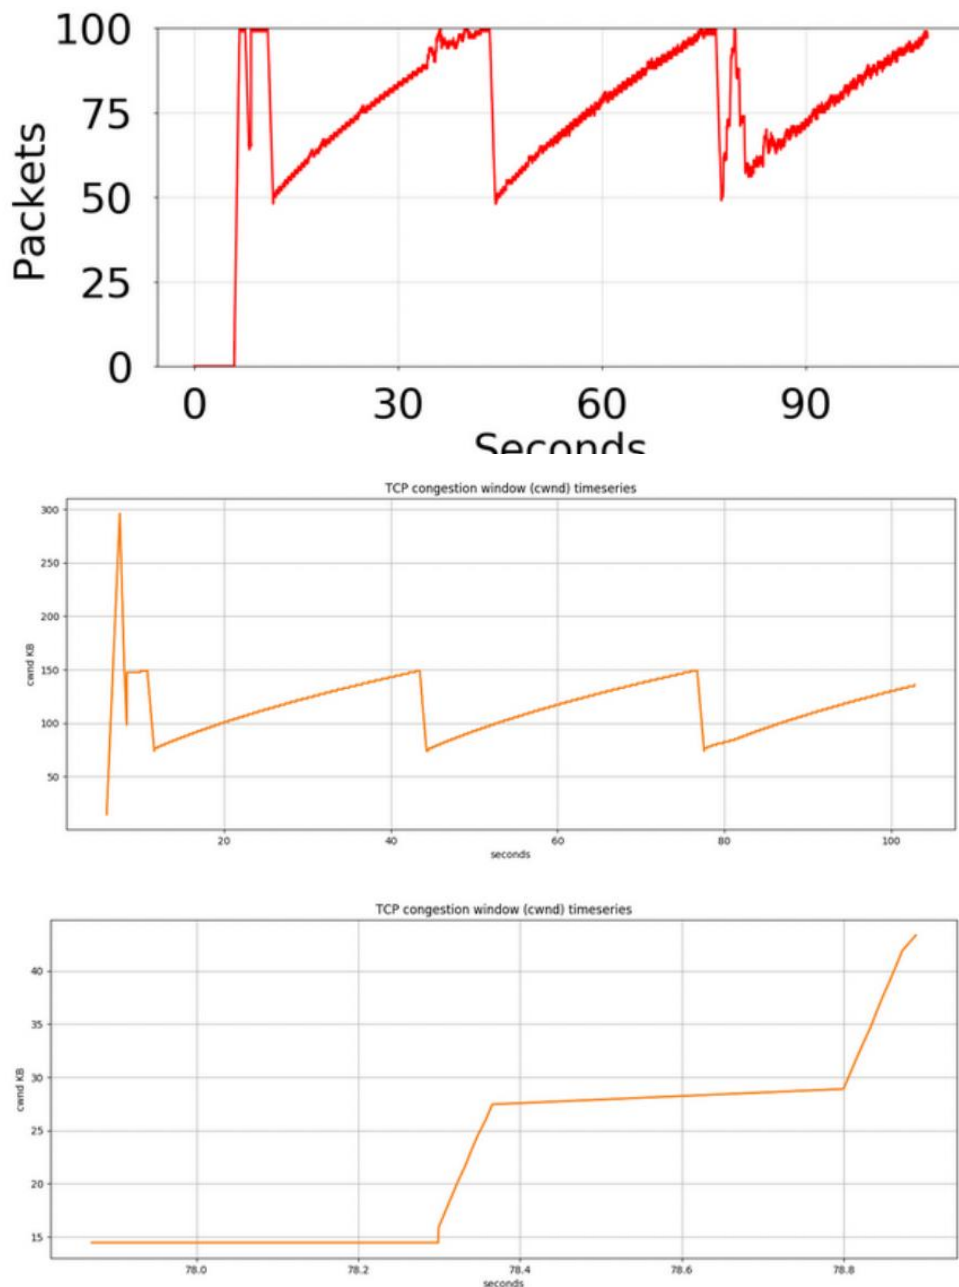 100
75
50
25
0
Packets
0 30 60 90
Seconds
TCP congestion window (cwnd) timeseries
300
250
200
150
100
50
cwnd KB
20 40 60 80 100
seconds
TCP congestion window (cwnd) timeseries
40
35
30
25
20
15
cwnd KB
78.0 78.2 78.4 78.6 78.8
seconds